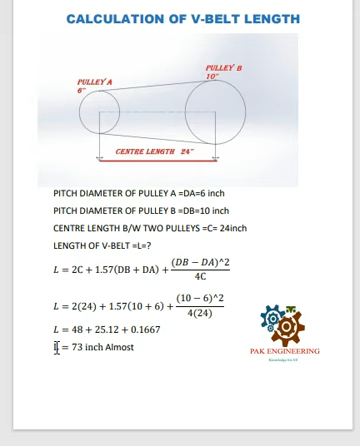 CALCULATION OF V-BELT LENGTH
PULLEY A
6"
PULLEY B
10"
CENTRE LENGTH 24"
PITCH DIAMETER OF PULLEY A =DA=6 inch
PITCH DIAMETER OF PULLEY B =DB=10 inch
CENTRE LENGTH B/W TWO PULLEYS =C= 24inch
LENGTH OF V-BELT =L=?
L = 2C + 1.57(DB + DA) + (DB − DA)^2 / 4C
L = 2(24) + 1.57(10 + 6) + (10 − 6)^2 / 4(24)
L = 48 + 25.12 + 0.1667
L = 73 inch Almost
PAK ENGINEERING